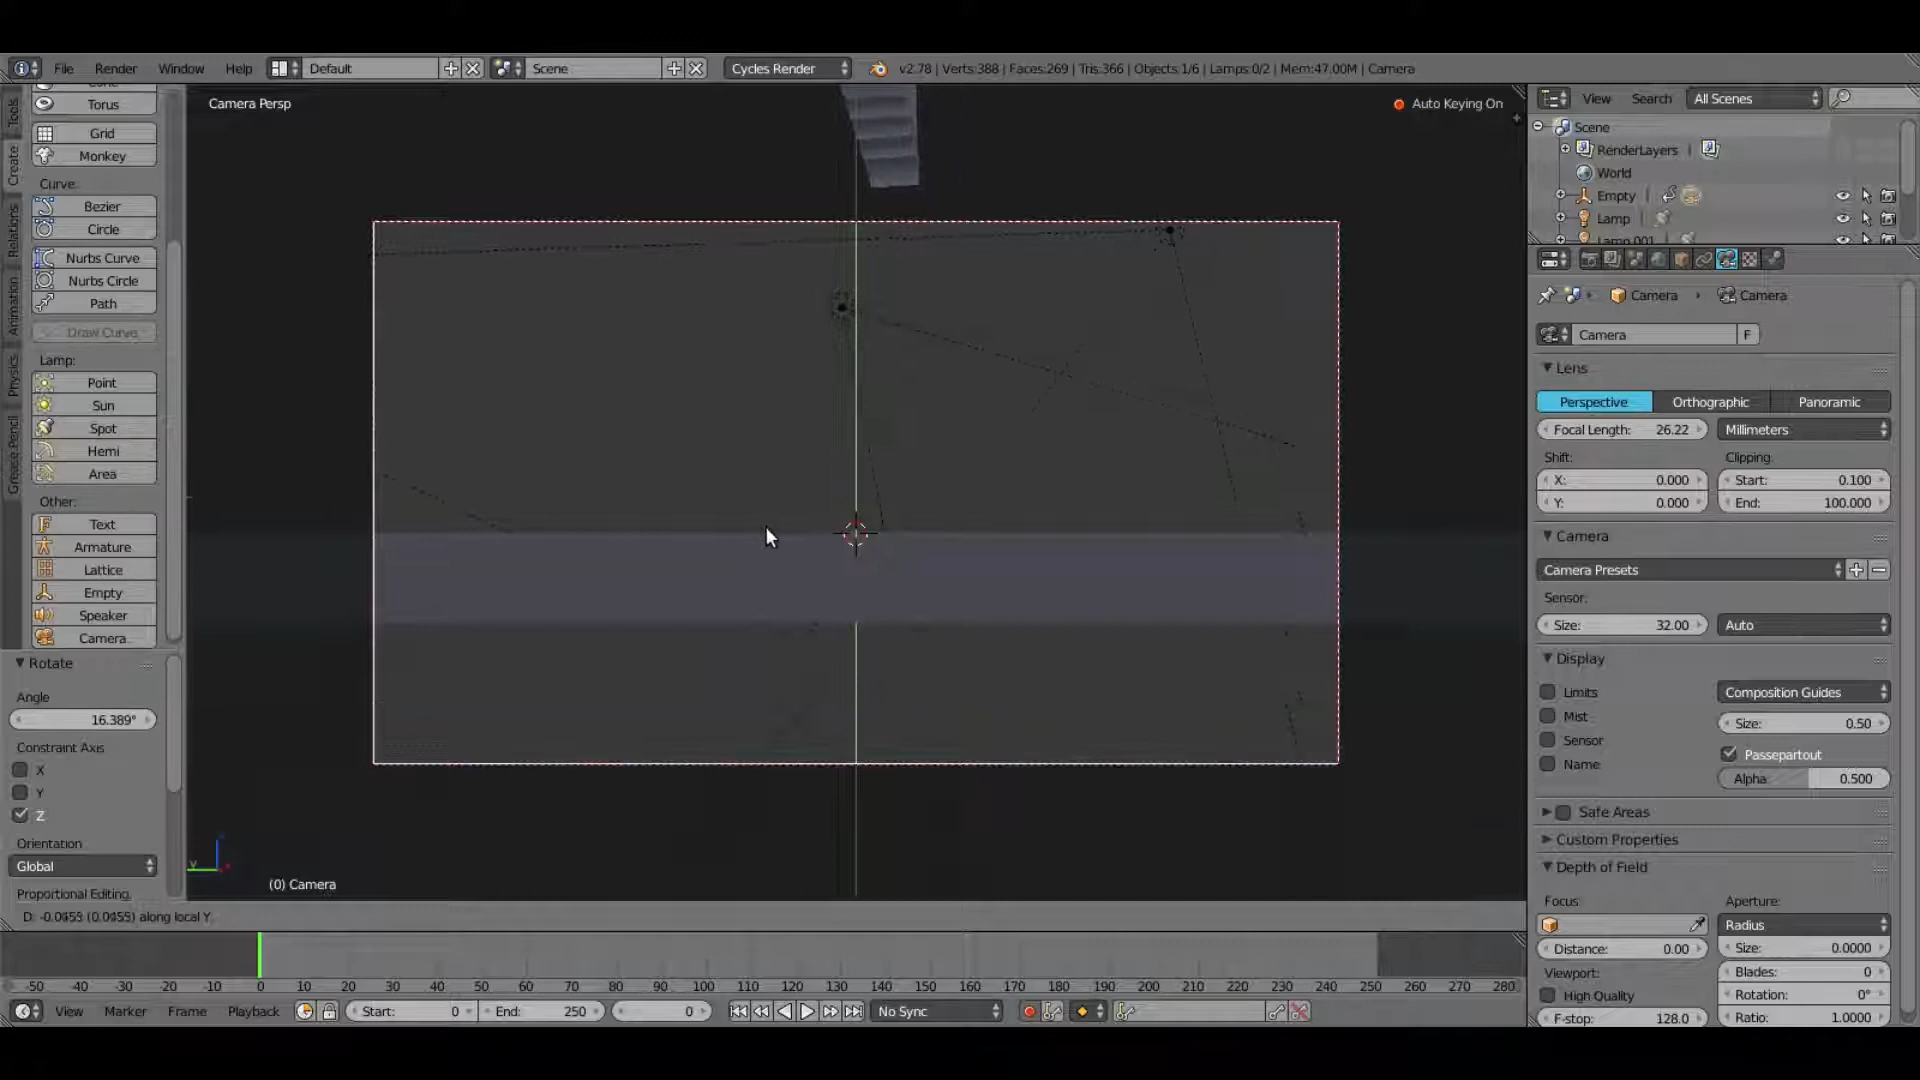 File Render Window Help Default Scene Cycles Render v2.78 | Verts:388 | Faces:269 | Tris:366 | Objects:1/6 | Lamps:0/2 | Mem:47.00M | Camera
Camera Persp
Auto Keying On
Tools
Create
Relations
Animation
Physics
Grease Pencil
Torus
Grid
Monkey
Curve:
Bezier
Circle
Nurbs Curve
Nurbs Circle
Path
Draw Curve
Lamp:
Point
Sun
Spot
Hemi
Area
Other:
Text
Armature
Lattice
Empty
Speaker
Camera
Rotate
Angle
16.389°
Constraint Axis
X
Y
Z
Orientation
Global
Proportional Editing
(0) Camera
D: -0.0455 (0.0455) along local Y
View Search All Scenes
Scene
RenderLayers |
World
Empty |
Lamp |
Lamp.001
Camera Camera
Camera F
Lens
Perspective Orthographic Panoramic
Focal Length: 26.22 Millimeters
Shift: Clipping:
X: 0.000 Start: 0.100
Y: 0.000 End: 100.000
Camera
Camera Presets
Sensor:
Size: 32.00 Auto
Display
Limits Composition Guides
Mist Size: 0.50
Sensor
Passepartout
Name
Alpha: 0.500
Safe Areas
Custom Properties
Depth of Field
Focus: Aperture:
Radius
Distance: 0.00 Size: 0.0000
Viewport: Blades: 0
High Quality Rotation: 0°
F-stop: 128.0 Ratio: 1.0000
-50 -40 -30 -20 -10 0 10 20 30 40 50 60 70 80 90 100 110 120 130 140 150 160 170 180 190 200 210 220 230 240 250 260 270 280
View Marker Frame Playback Start: 0 End: 250 0 No Sync